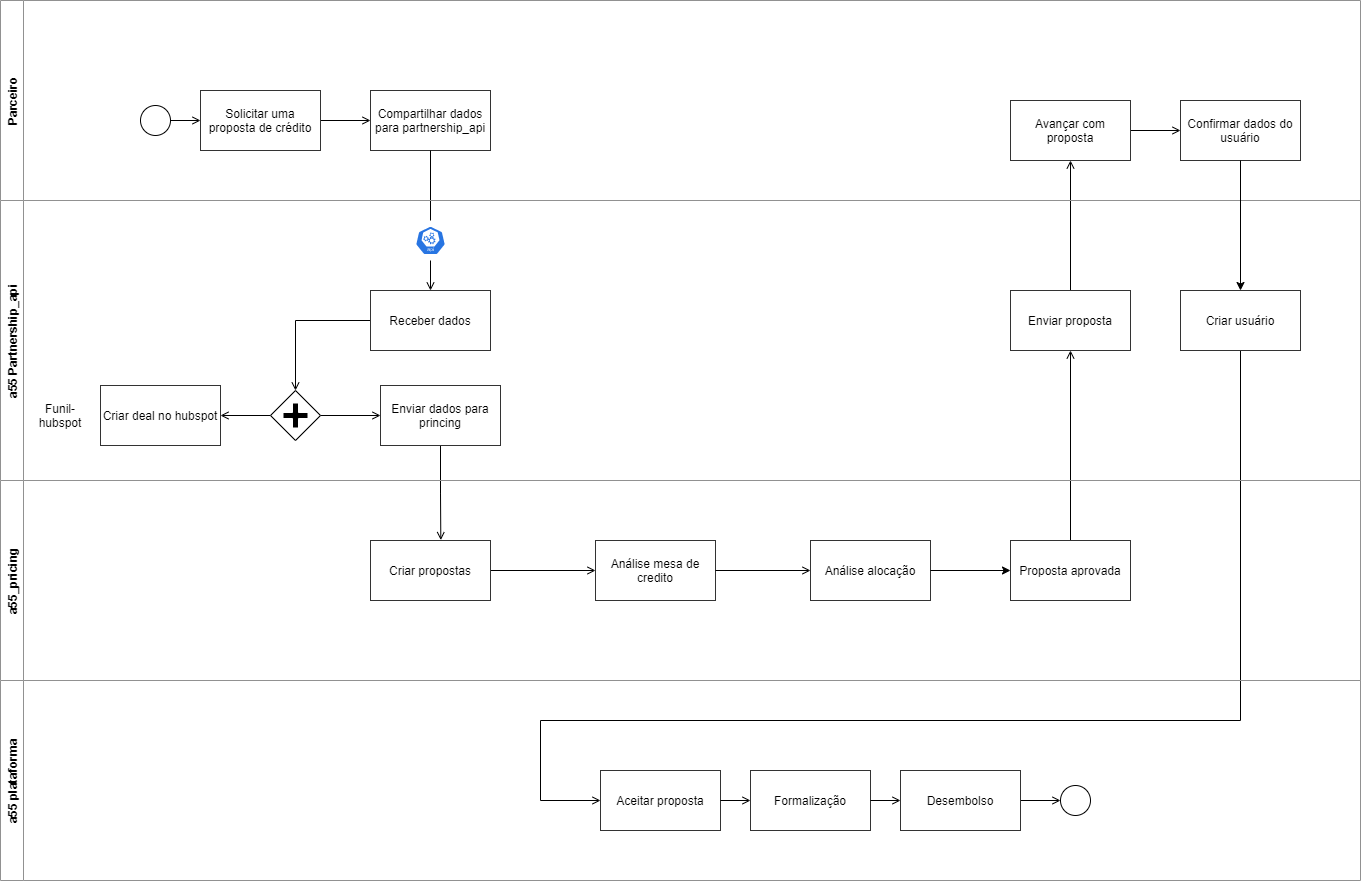 Parceiro
Solicitar uma
proposta de crédito
Compartilhar dados
para partnership_api
Avançar com
proposta
Confirmar dados do
usuário
a55 Partnership_api
Receber dados
Enviar proposta
Criar usuário
Funil-
hubspot
Criar deal no hubspot
Enviar dados para
princing
a55_pricing
Criar propostas
Análise mesa de
credito
Análise alocação
Proposta aprovada
a55 plataforma
Aceitar proposta
Formalização
Desembolso